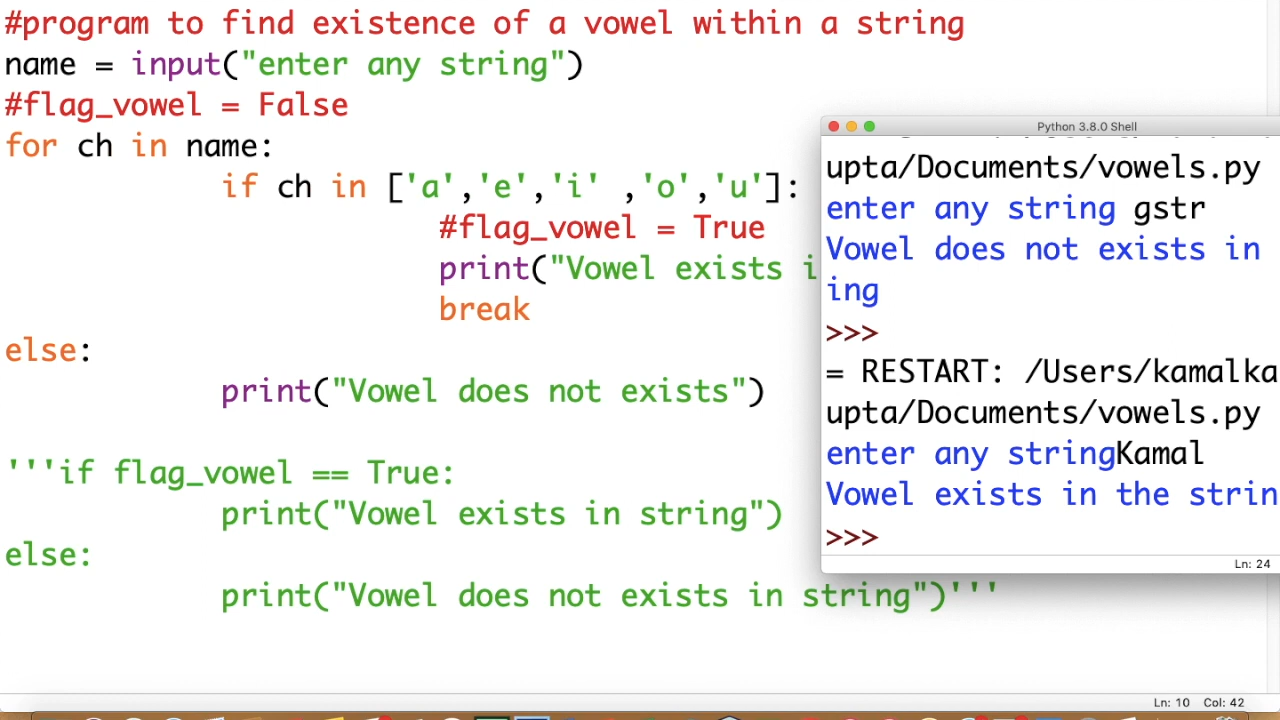 #program to find existence of a vowel within a string
name = input("enter any string")
#flag_vowel = False
for ch in name:
if ch in ['a','e','i' ,'o','u']:
#flag_vowel = True
print("Vowel exists i
break
else:
print("Vowel does not exists")
'''if flag_vowel == True:
print("Vowel exists in string")
else:
print("Vowel does not exists in string")'''
Ln: 10 Col: 42
Python 3.8.0 Shell
upta/Documents/vowels.py
enter any string gstr
Vowel does not exists in
ing
>>>
= RESTART: /Users/kamalka
upta/Documents/vowels.py
enter any stringKamal
Vowel exists in the strin
>>>
Ln: 24